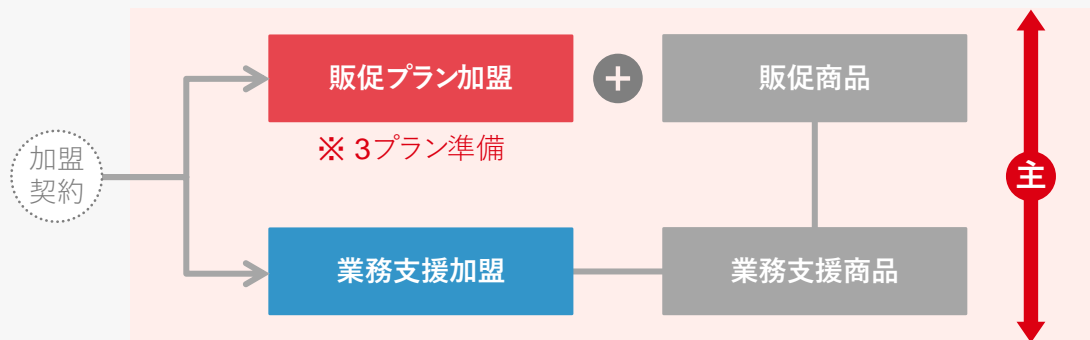 販促プラン加盟
+
販促商品
※ 3プラン準備
加盟
契約
主
業務支援加盟
業務支援商品